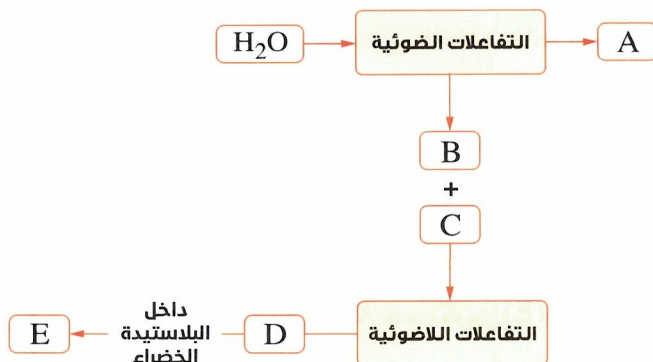 H₂O
التفاعلات الضوئية
A
B
+
C
التفاعلات اللاضوئية
D
داخل
البلاستيدة
الخضراء
E